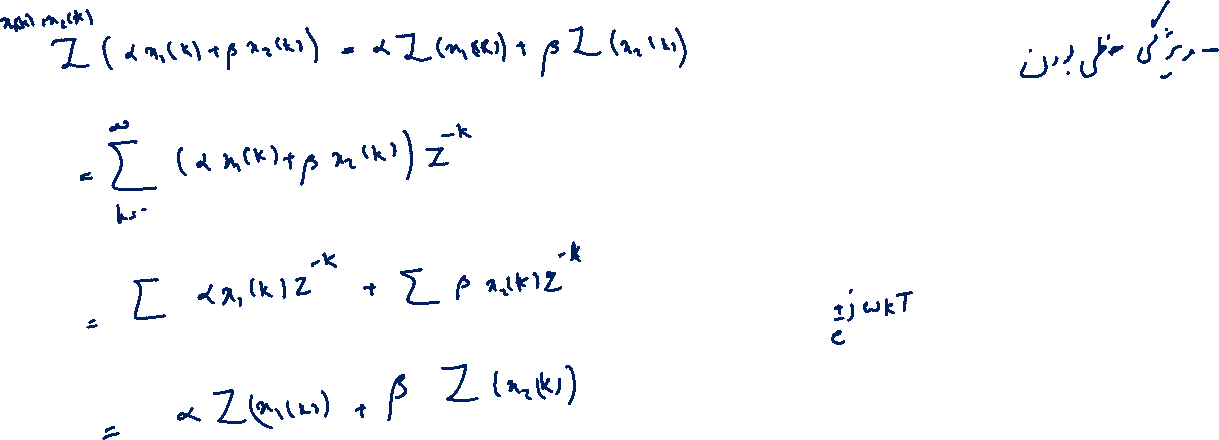 - ویژگی خطی بودن ✓
x₁(k), x₂(k)
Z(αx₁(k)+βx₂(k)) = αZ(x₁(k)) + βZ(x₂(k))
= ∑_{k=0}^{∞} (αx₁(k)+βx₂(k)) z^{-k}
= ∑ αx₁(k)z^{-k} + ∑ βx₂(k)z^{-k}
e^{±jωkT}
= αZ(x₁(k)) + βZ(x₂(k))